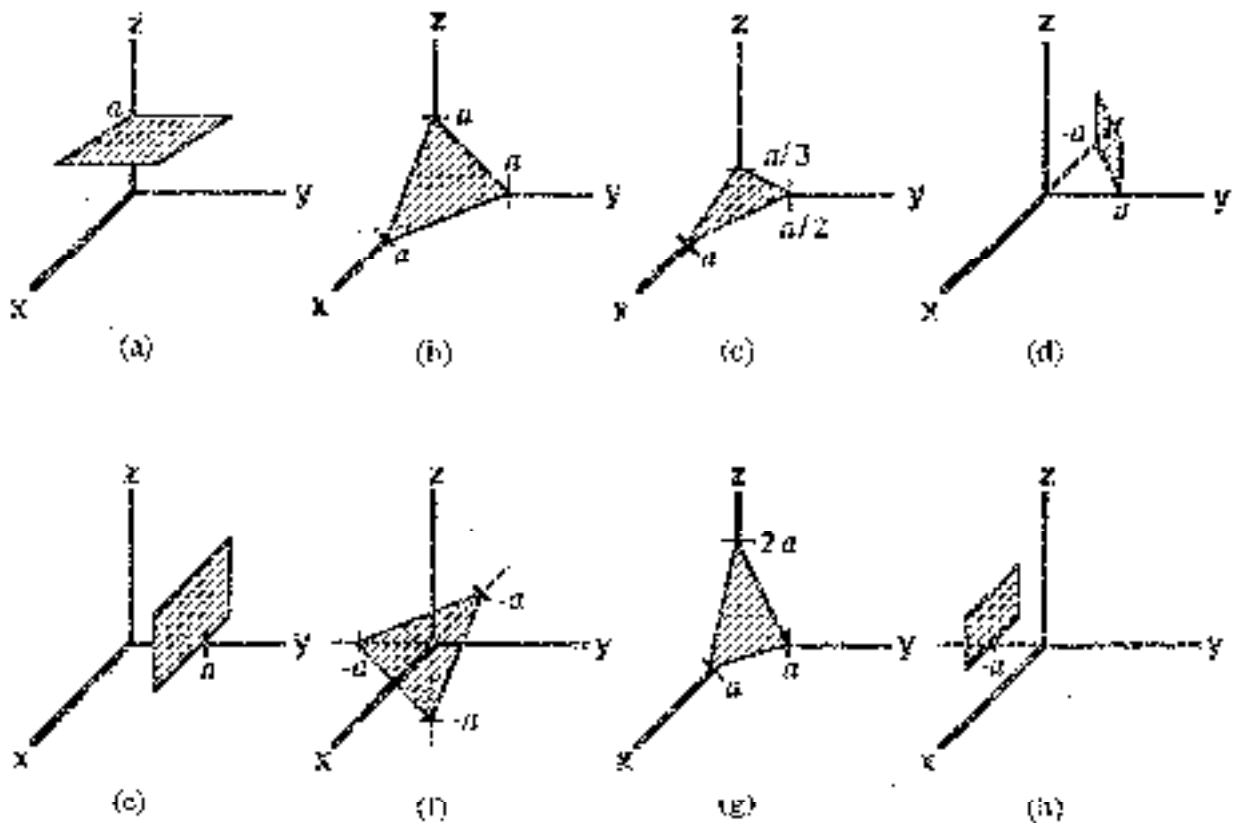 z z z z
a a a a/3 -a
y y a/2 y a y
a a
x x x x
(a) (b) (c) (d)
z z z z
2a
-a
y -a y a y -a y
a -a a
x x x x
(e) (f) (g) (h)